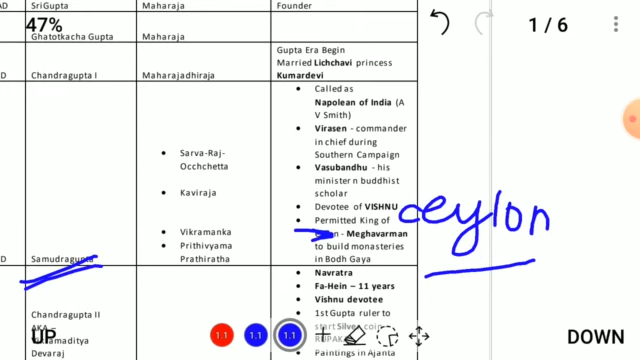 AD SriGupta Maharaja Founder
47%
1 / 6
Ghatotkacha Gupta Maharaja
Gupta Era Begin
Married Lichchavi princess
D Chandragupta I Maharajadhiraja Kumardevi
• Called as
Napolean of India (A
V Smith)
• Virasen - commander
in chief during
Southern Campaign
• Sarva-Raj-
Occhchetta
• Vasubandhu - his
minister n buddhist
scholar
• Kaviraja
• Devotee of VISHNU
• Permitted King of
ceylon
• Vikramanka
- Meghavarman
• Prithivyama
to build monasteries
D Samudragupta Prathiratha in Bodh Gaya
• Navratra
• Fa-Hein – 11 years
• Vishnu devotee
Chandragupta II
• 1st Gupta ruler to
AKA –
start Silver coin
UP
1.1 1.1 1.1
DOWN
Devaraj
• Paintings in Ajanta